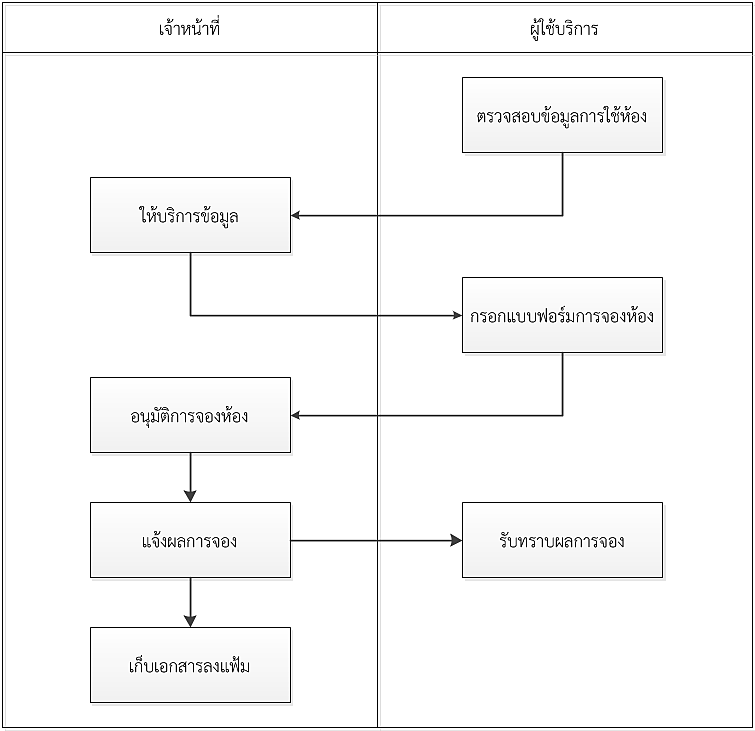 เจ้าหน้าที่
ผู้ใช้บริการ
ตรวจสอบข้อมูลการใช้ห้อง
ให้บริการข้อมูล
กรอกแบบฟอร์มการจองห้อง
อนุมัติการจองห้อง
แจ้งผลการจอง
รับทราบผลการจอง
เก็บเอกสารลงแฟ้ม